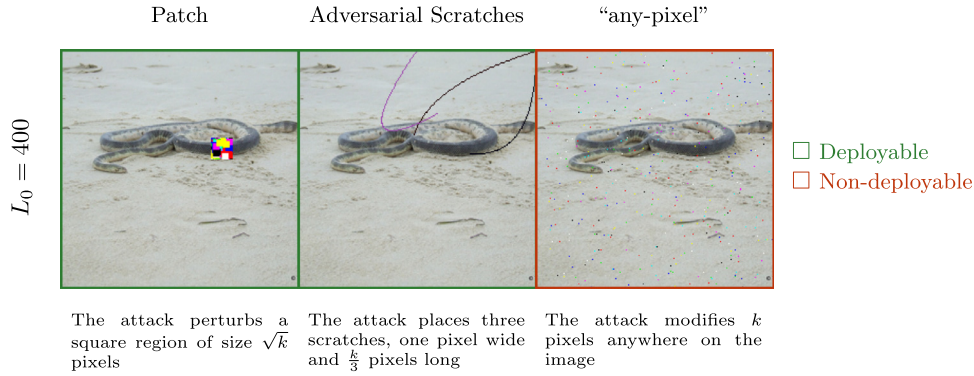 Patch
Adversarial Scratches
“any-pixel”
L₀ = 400
Deployable
Non-deployable
The attack perturbs a
square region of size √k
pixels
The attack places three
scratches, one pixel wide
and k/3 pixels long
The attack modifies k
pixels anywhere on the
image